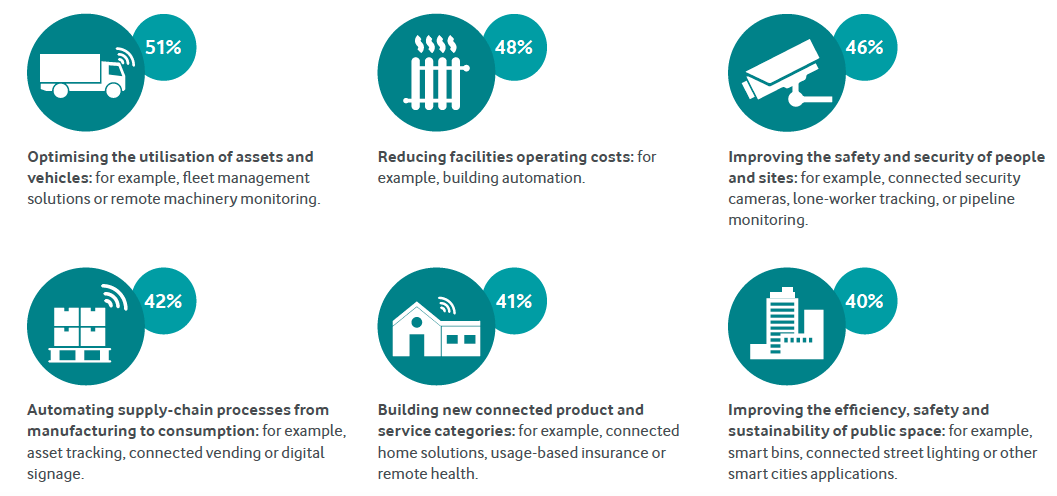 51%
Optimising the utilisation of assets and
vehicles: for example, fleet management
solutions or remote machinery monitoring.
48%
Reducing facilities operating costs: for
example, building automation.
46%
Improving the safety and security of people
and sites: for example, connected security
cameras, lone-worker tracking, or pipeline
monitoring.
42%
Automating supply-chain processes from
manufacturing to consumption: for example,
asset tracking, connected vending or digital
signage.
41%
Building new connected product and
service categories: for example, connected
home solutions, usage-based insurance or
remote health.
40%
Improving the efficiency, safety and
sustainability of public space: for example,
smart bins, connected street lighting or other
smart cities applications.